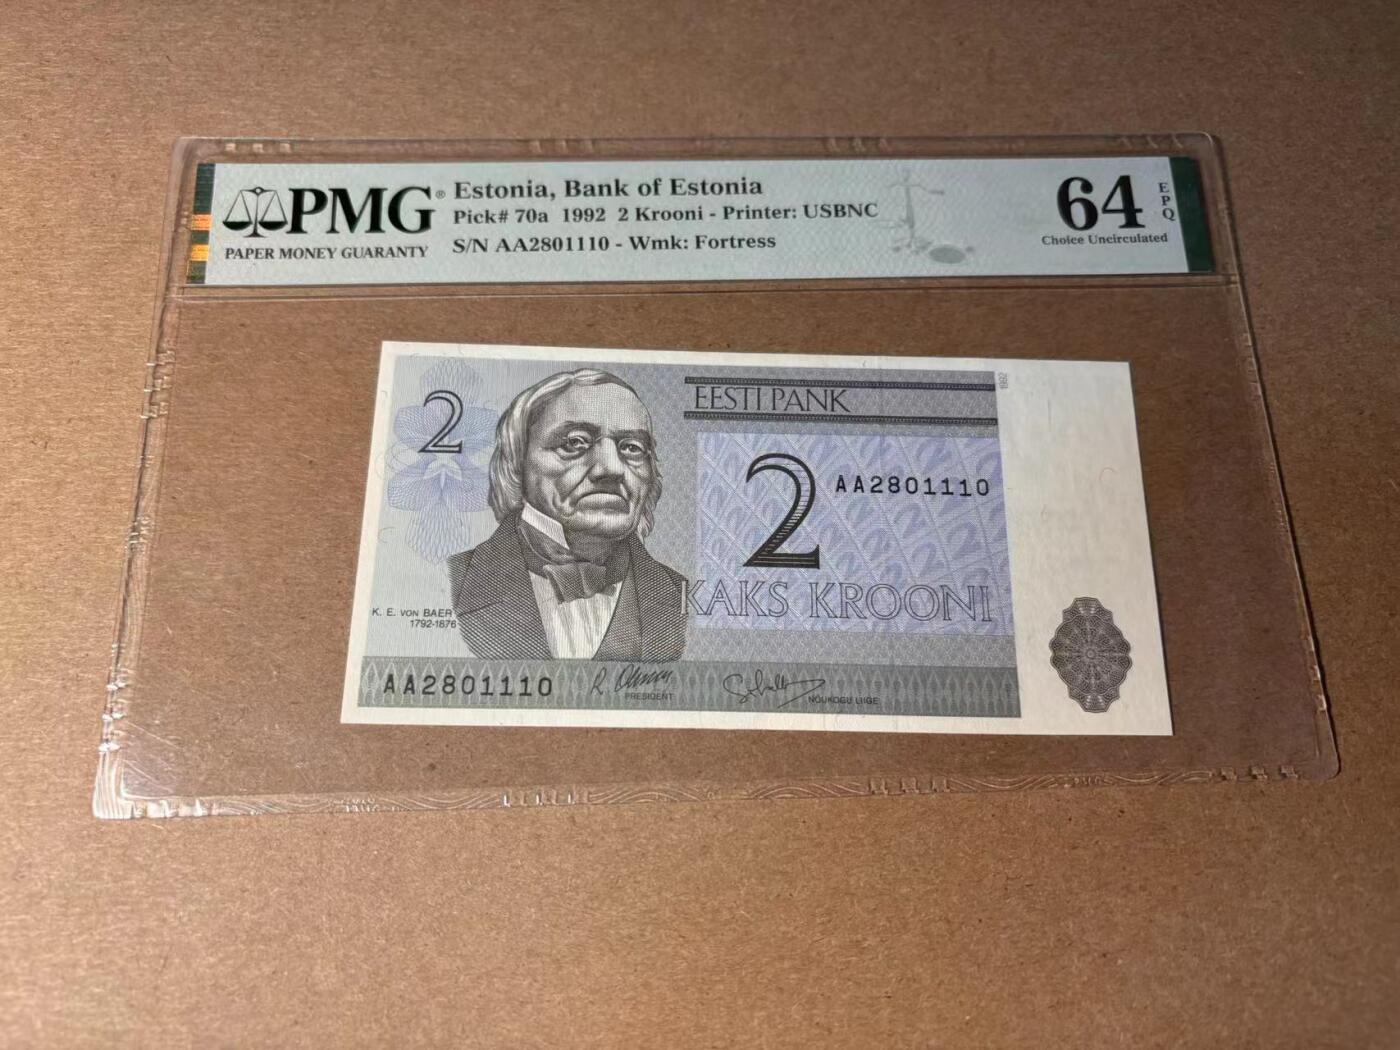 PMG®
PAPER MONEY GUARANTY
Estonia, Bank of Estonia
Pick# 70a 1992 2 Krooni - Printer: USBNC
S/N AA2801110 - Wmk: Fortress
64
EPQ
Choice Uncirculated
2
EESTI PANK
1992
2
AA2801110
KAKS KROONI
K. E. VON BAER
1792-1876
AA2801110
PRESIDENT
NÕUKOGU LIIGE